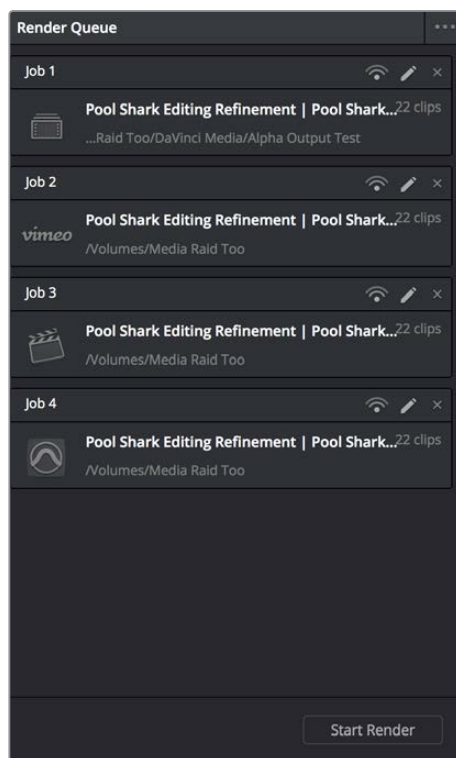 Render Queue
Job 1
Pool Shark Editing Refinement | Pool Shark... 22 clips
...Raid Too/DaVinci Media/Alpha Output Test
Job 2
vimeo
Pool Shark Editing Refinement | Pool Shark... 22 clips
/Volumes/Media Raid Too
Job 3
Pool Shark Editing Refinement | Pool Shark... 22 clips
/Volumes/Media Raid Too
Job 4
Pool Shark Editing Refinement | Pool Shark... 22 clips
/Volumes/Media Raid Too
Start Render